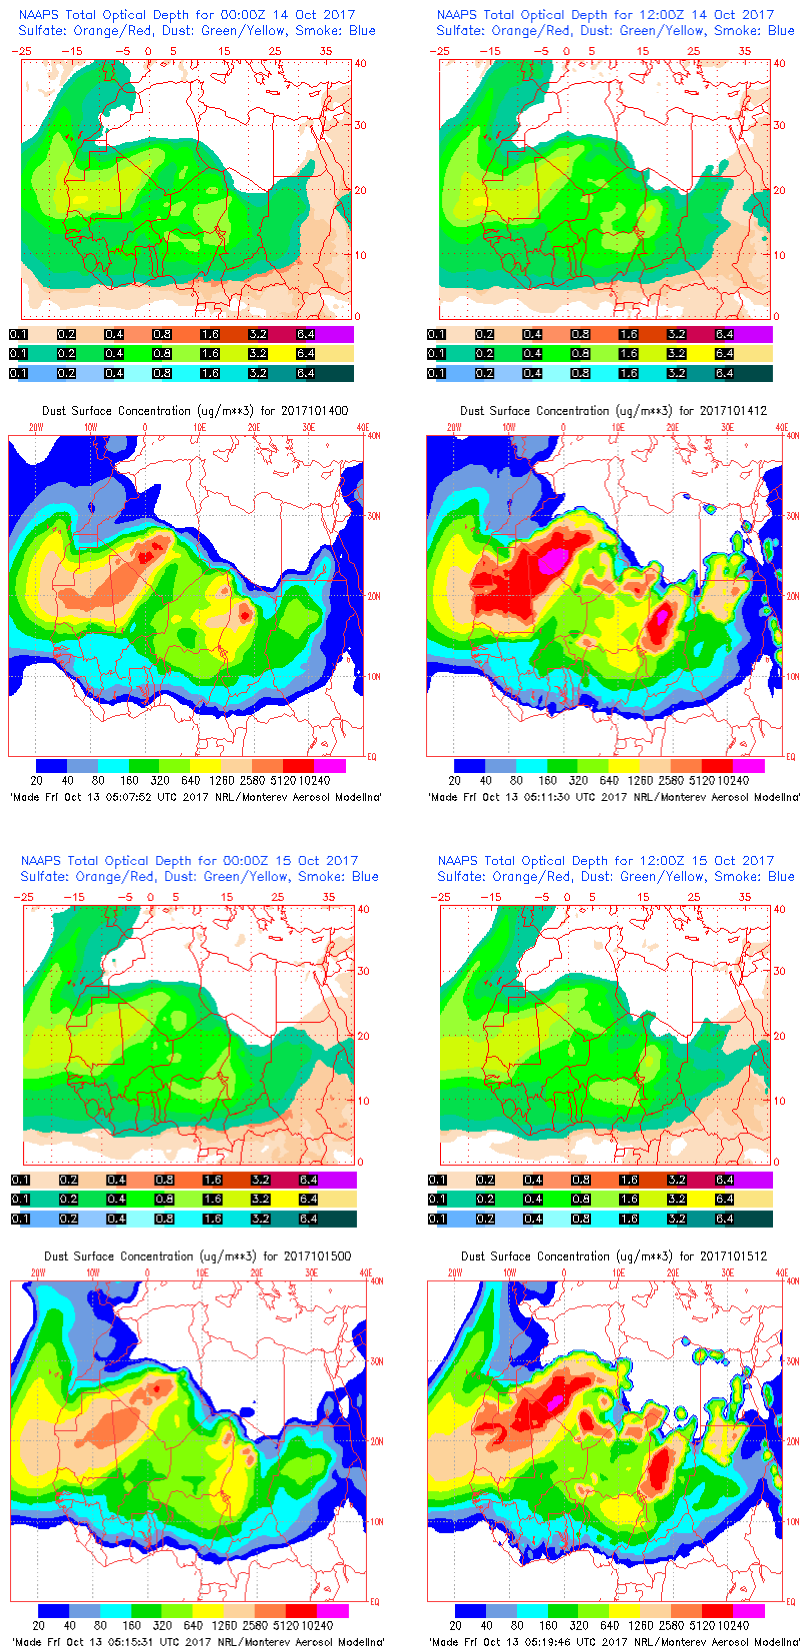 NAAPS Total Optical Depth for 00:00Z 14 Oct 2017
Sulfate: Orange/Red, Dust: Green/Yellow, Smoke: Blue
-25 -15 -5 0 5 15 25 35
40
30
20
10
0
0.1 0.2 0.4 0.8 1.6 3.2 6.4
0.1 0.2 0.4 0.8 1.6 3.2 6.4
0.1 0.2 0.4 0.8 1.6 3.2 6.4
NAAPS Total Optical Depth for 12:00Z 14 Oct 2017
Sulfate: Orange/Red, Dust: Green/Yellow, Smoke: Blue
-25 -15 -5 0 5 15 25 35
40
30
20
10
0
0.1 0.2 0.4 0.8 1.6 3.2 6.4
0.1 0.2 0.4 0.8 1.6 3.2 6.4
0.1 0.2 0.4 0.8 1.6 3.2 6.4
Dust Surface Concentration (ug/m**3) for 2017101400
20W 10W 0 10E 20E 30E 40E
40N
30N
20N
10N
EQ
20 40 80 160 320 640 1260 2580 5120 10240
'Made Fri Oct 13 05:07:52 UTC 2017 NRL/Monterey Aerosol Modeling'
Dust Surface Concentration (ug/m**3) for 2017101412
20W 10W 0 10E 20E 30E 40E
40N
30N
20N
10N
EQ
20 40 80 160 320 640 1260 2580 5120 10240
'Made Fri Oct 13 05:11:30 UTC 2017 NRL/Monterey Aerosol Modeling'
NAAPS Total Optical Depth for 00:00Z 15 Oct 2017
Sulfate: Orange/Red, Dust: Green/Yellow, Smoke: Blue
-25 -15 -5 0 5 15 25 35
40
30
20
10
0
0.1 0.2 0.4 0.8 1.6 3.2 6.4
0.1 0.2 0.4 0.8 1.6 3.2 6.4
0.1 0.2 0.4 0.8 1.6 3.2 6.4
NAAPS Total Optical Depth for 12:00Z 15 Oct 2017
Sulfate: Orange/Red, Dust: Green/Yellow, Smoke: Blue
-25 -15 -5 0 5 15 25 35
40
30
20
10
0
0.1 0.2 0.4 0.8 1.6 3.2 6.4
0.1 0.2 0.4 0.8 1.6 3.2 6.4
0.1 0.2 0.4 0.8 1.6 3.2 6.4
Dust Surface Concentration (ug/m**3) for 2017101500
20W 10W 0 10E 20E 30E 40E
40N
30N
20N
10N
EQ
20 40 80 160 320 640 1260 2580 5120 10240
'Made Fri Oct 13 05:15:31 UTC 2017 NRL/Monterey Aerosol Modeling'
Dust Surface Concentration (ug/m**3) for 2017101512
20W 10W 0 10E 20E 30E 40E
40N
30N
20N
10N
EQ
20 40 80 160 320 640 1260 2580 5120 10240
'Made Fri Oct 13 05:19:46 UTC 2017 NRL/Monterey Aerosol Modeling'